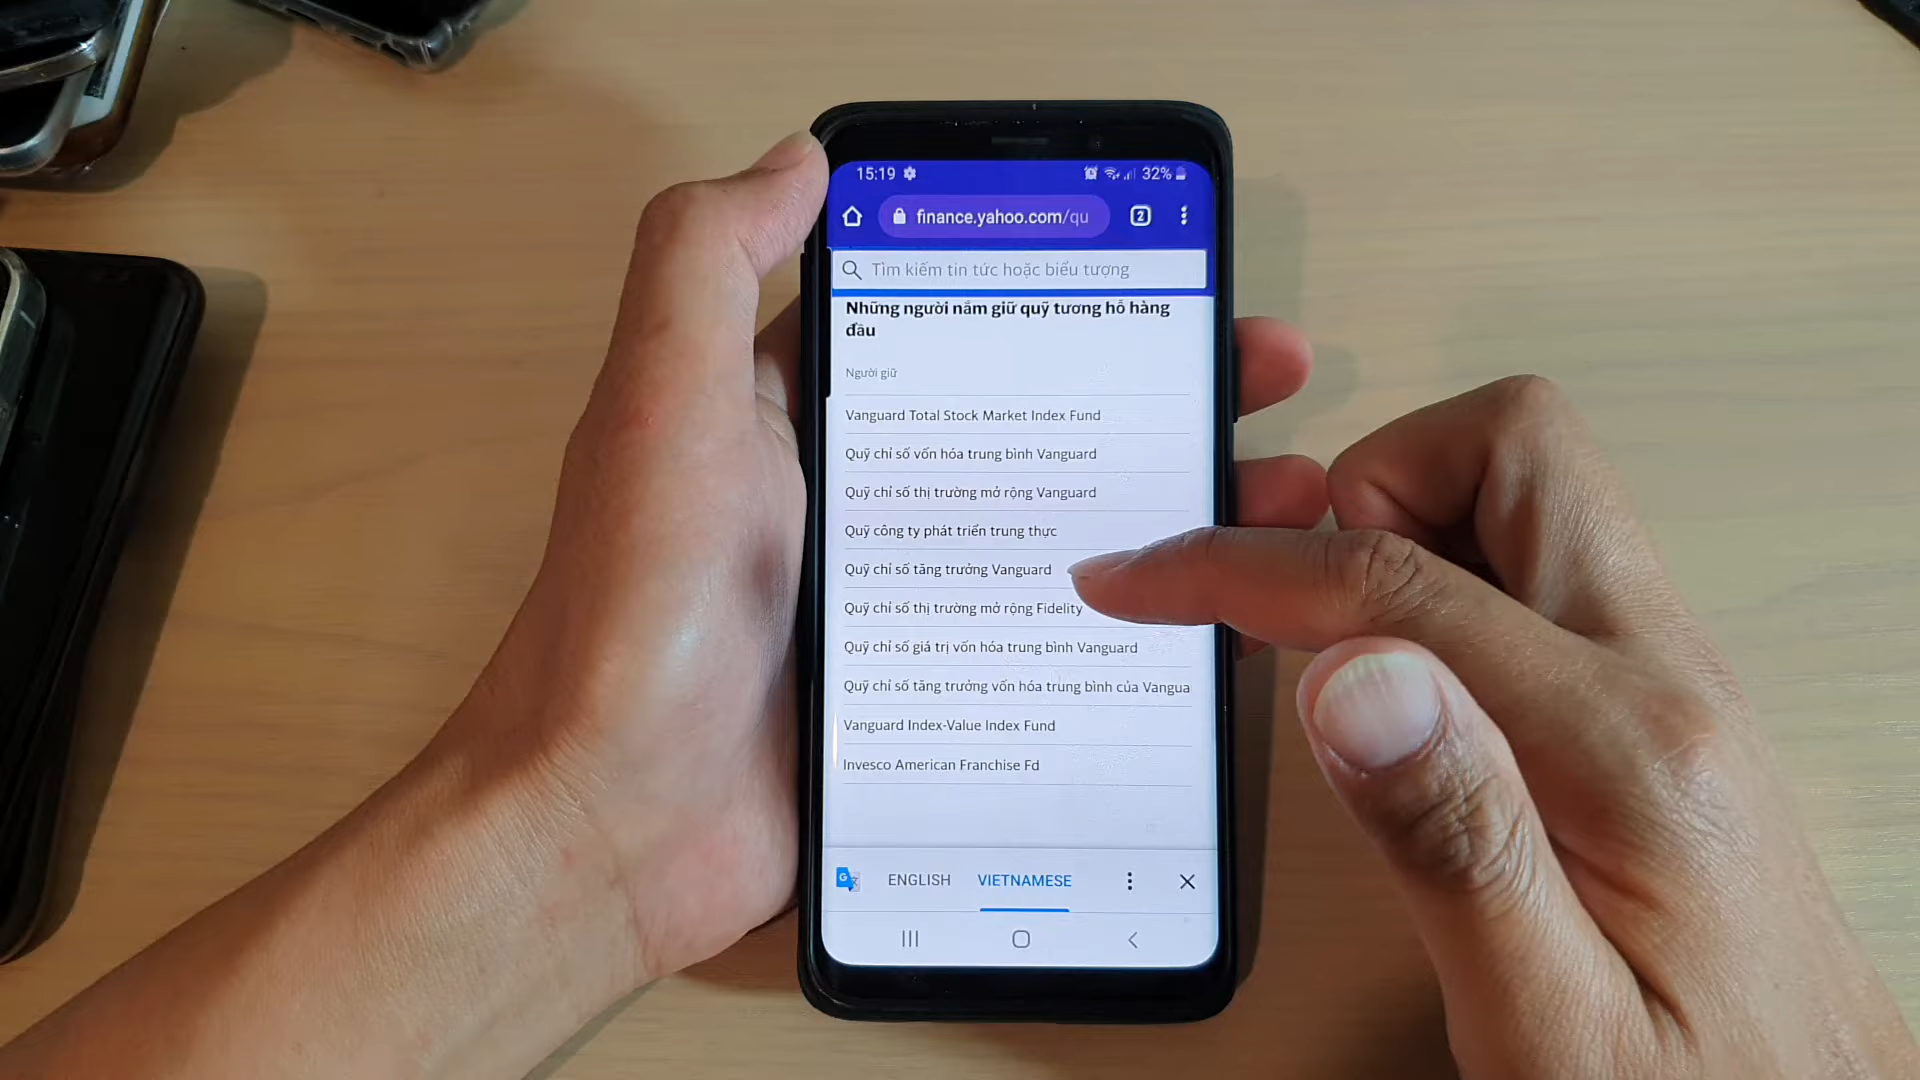 15:19 32%
finance.yahoo.com/qu 2
Tìm kiếm tin tức hoặc biểu tượng
Những người nắm giữ quỹ tương hỗ hàng
đầu
Người giữ
Vanguard Total Stock Market Index Fund
Quỹ chỉ số vốn hóa trung bình Vanguard
Quỹ chỉ số thị trường mở rộng Vanguard
Quỹ công ty phát triển trung thực
Quỹ chỉ số tăng trưởng Vanguard
Quỹ chỉ số thị trường mở rộng Fidelity
Quỹ chỉ số giá trị vốn hóa trung bình Vanguard
Quỹ chỉ số tăng trưởng vốn hóa trung bình của Vangua
Vanguard Index-Value Index Fund
Invesco American Franchise Fd
G ENGLISH VIETNAMESE